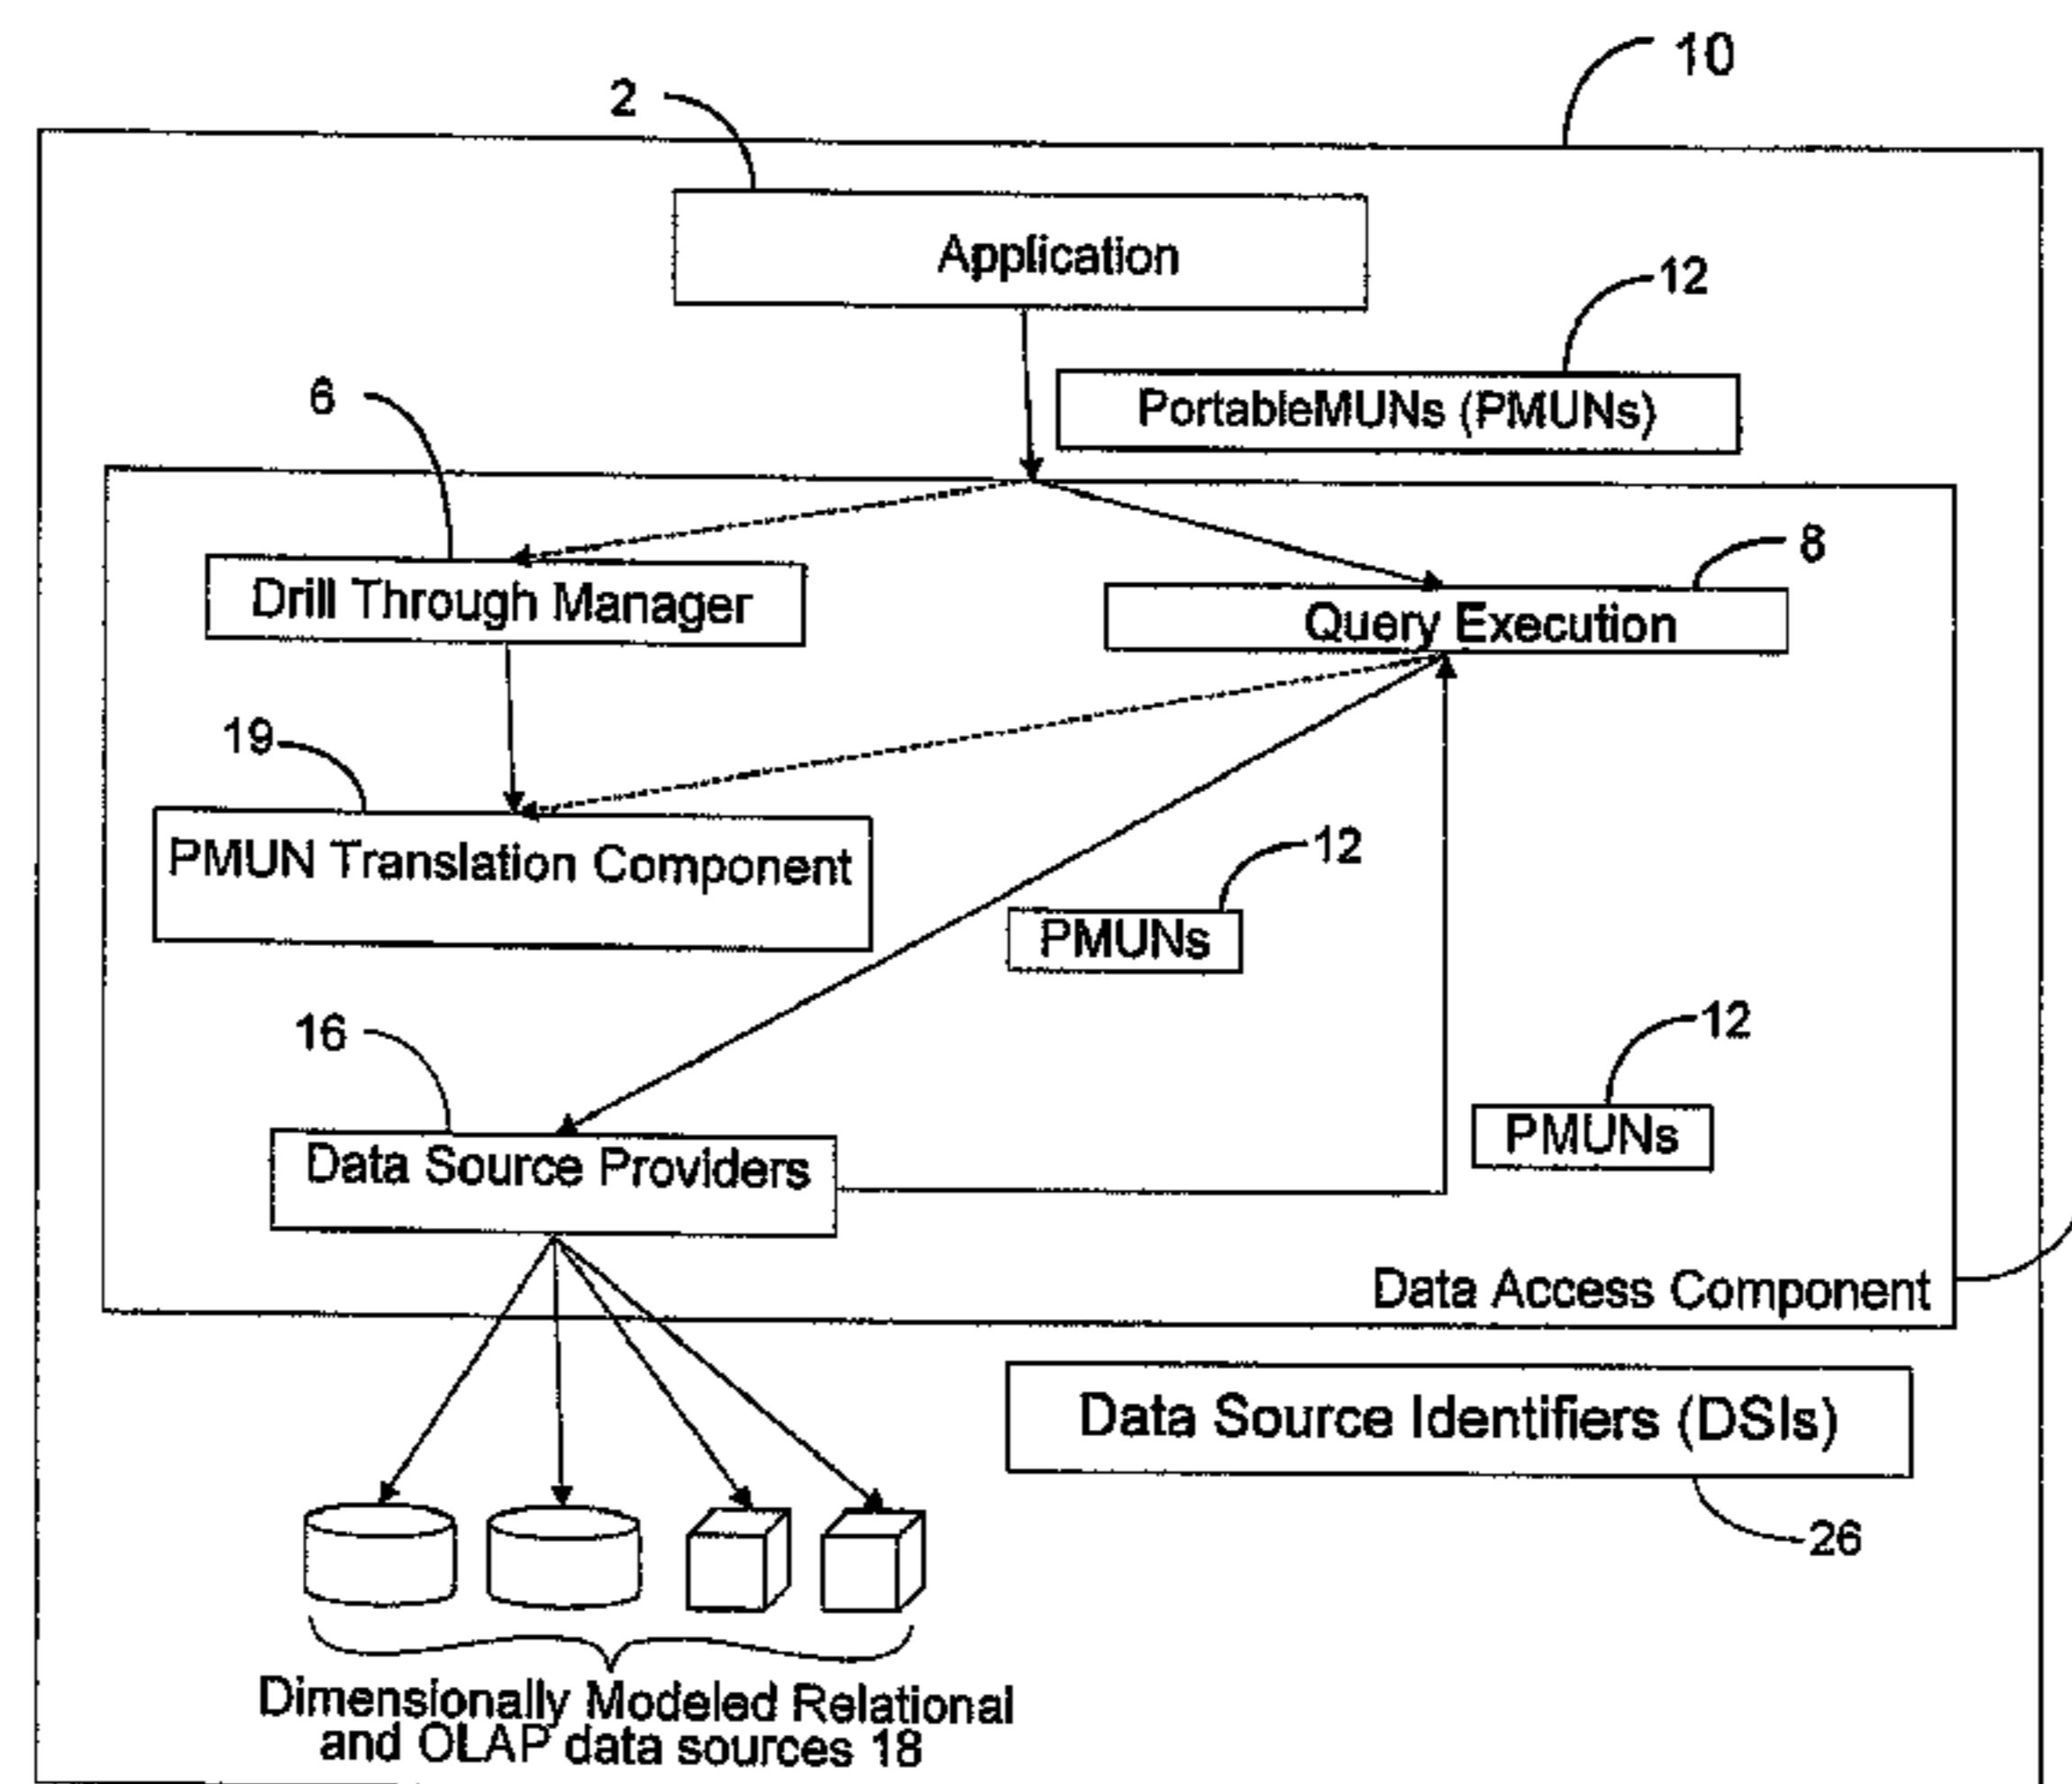 10
2
Application
12
PortableMUNs (PMUNs)
6
8
Drill Through Manager
Query Execution
19
PMUN Translation Component
12
PMUNs
16
12
PMUNs
Data Source Providers
Data Access Component
Data Source Identifiers (DSIs)
26
Dimensionally Modeled Relational
and OLAP data sources 18